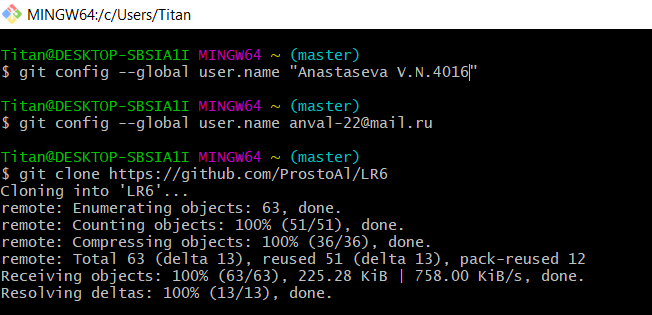 MINGW64:/c/Users/Titan
Titan@DESKTOP-SBSIA1I MINGW64 ~ (master)
$ git config --global user.name "Anastaseva V.N.4016"
Titan@DESKTOP-SBSIA1I MINGW64 ~ (master)
$ git config --global user.name anval-22@mail.ru
Titan@DESKTOP-SBSIA1I MINGW64 ~ (master)
$ git clone https://github.com/ProstoAl/LR6
Cloning into 'LR6'...
remote: Enumerating objects: 63, done.
remote: Counting objects: 100% (51/51), done.
remote: Compressing objects: 100% (36/36), done.
remote: Total 63 (delta 13), reused 51 (delta 13), pack-reused 12
Receiving objects: 100% (63/63), 225.28 KiB | 758.00 KiB/s, done.
Resolving deltas: 100% (13/13), done.